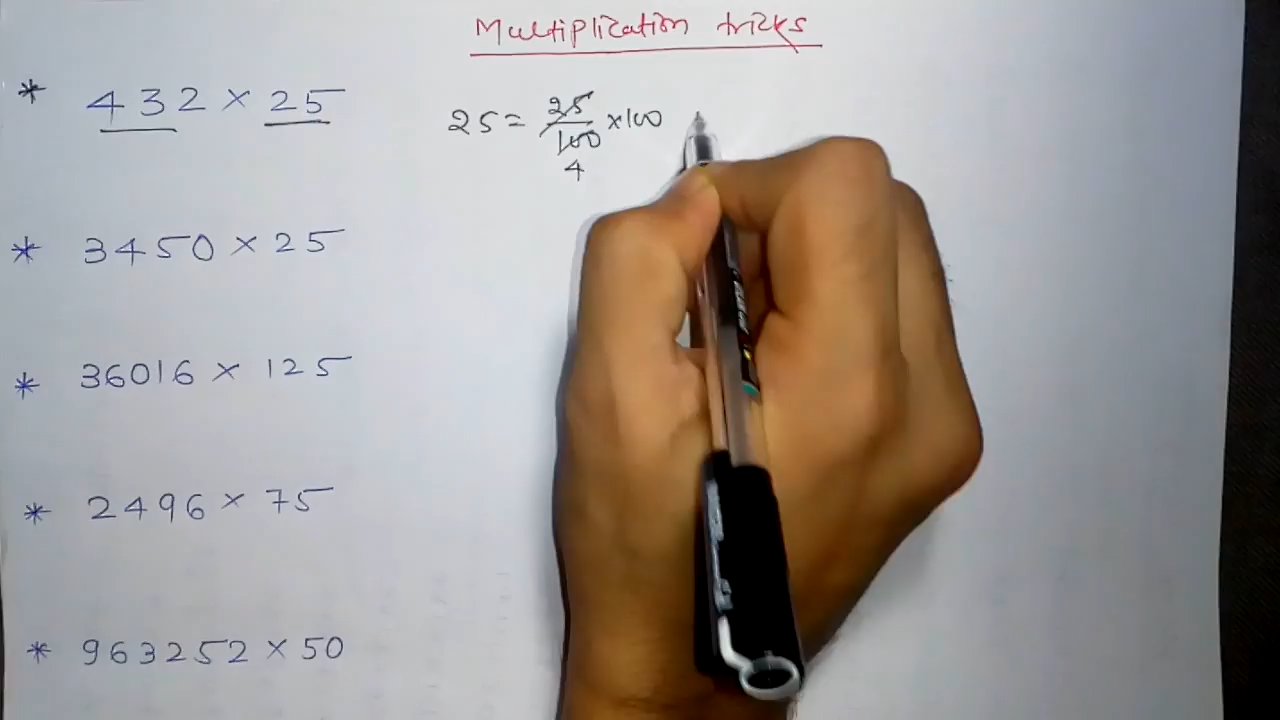 Multiplication tricks
* 432 × 25
25 = 25/100 × 100
4
* 3450 × 25
* 36016 × 125
* 2496 × 75
* 963252 × 50